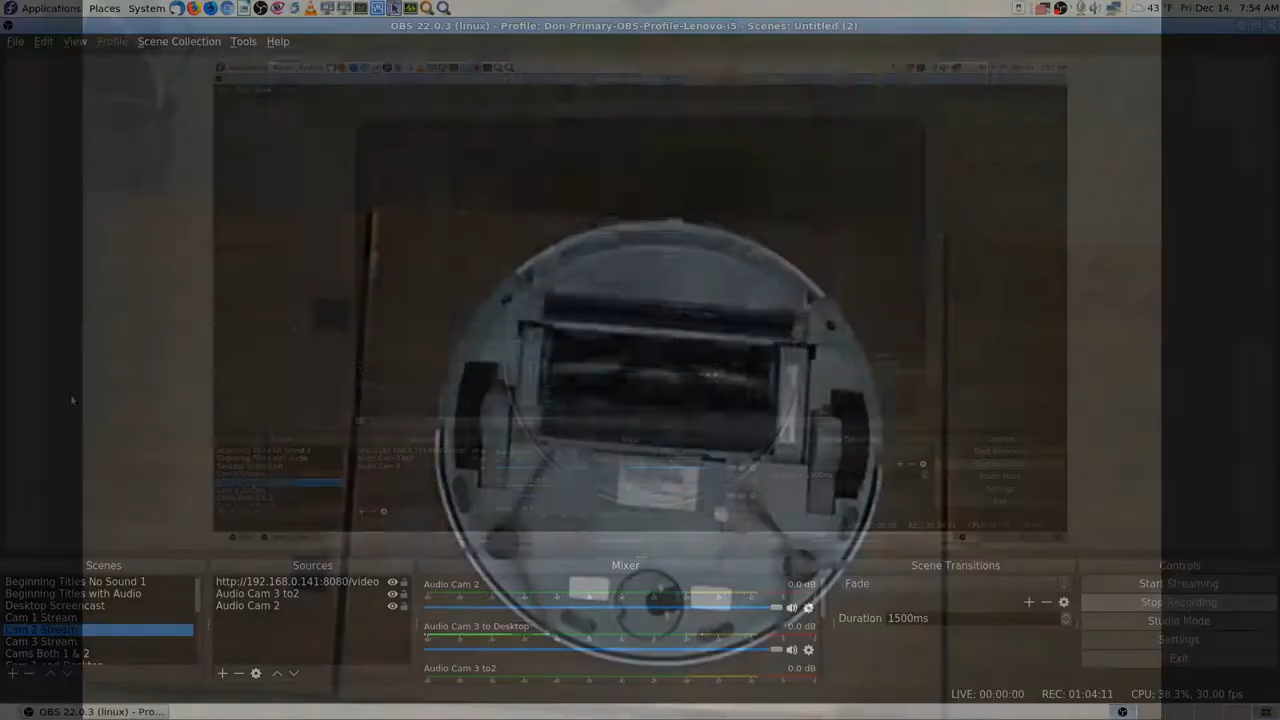 Applications Places System 43 °F Fri Dec 14, 7:54 AM
OBS 22.0.3 (linux) - Profile: Don-Primary-OBS-Profile-Lenovo-i5 - Scenes: Untitled (2)
File Edit View Profile Scene Collection Tools Help
Scenes Sources Mixer Scene Transitions Controls
Beginning Titles No Sound 1
Beginning Titles with Audio
Desktop Screencast
Cam 1 Stream
Cam 2 Stream
Cam 3 Stream
Cams Both 1 & 2
Cam 1 and Desktop
http://192.168.0.141:8080/video
Cam 3 to2
Audio Cam 2
Audio Cam 2 0.0 dB
Audio Cam 3 to Desktop 0.0 dB
Audio Cam 3 to2 0.0 dB
Fade
Duration 1500ms
Start Streaming
Stop Recording
Studio Mode
Settings
Exit
LIVE: 00:00:00 REC: 01:04:11 CPU: 38.3%, 30.00 fps
OBS 22.0.3 (linux) - Pro...